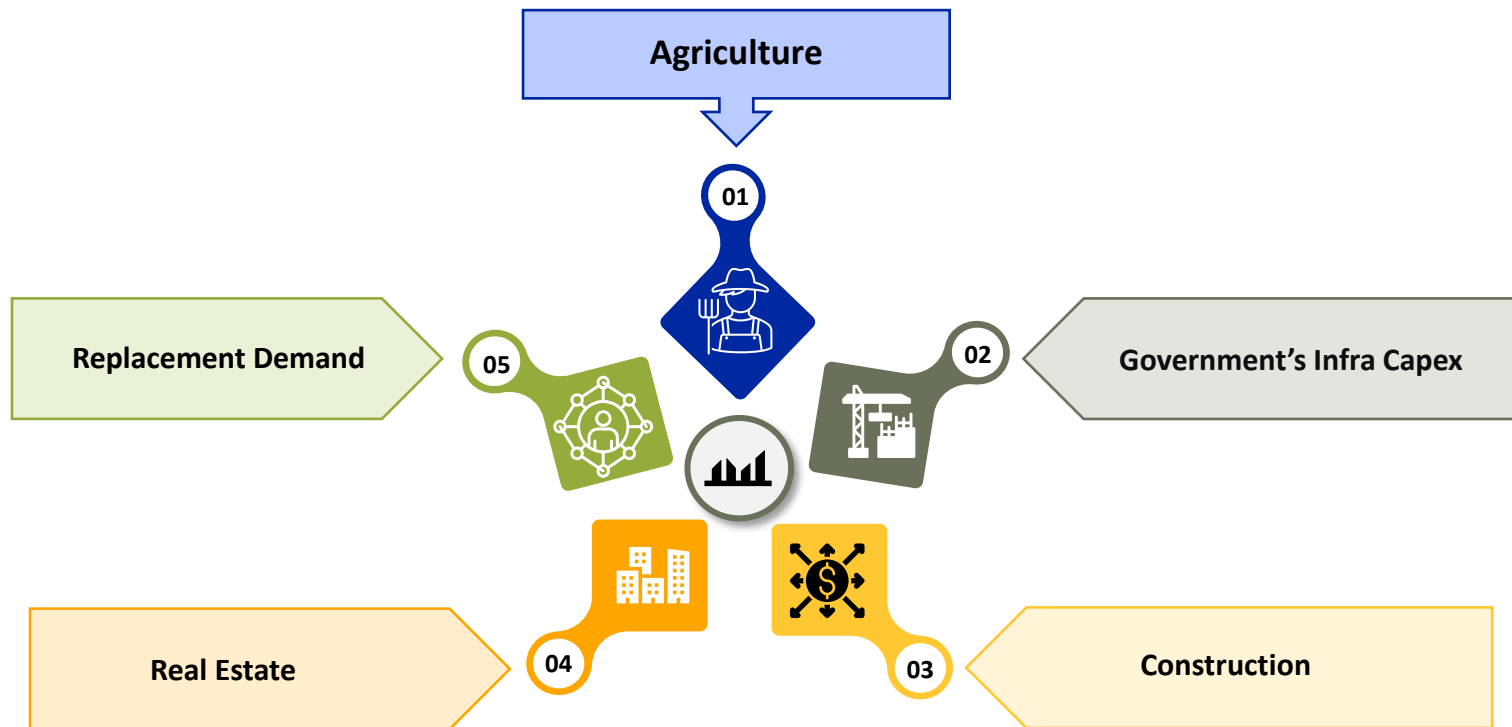 Agriculture
01
02
Government’s Infra Capex
03
Construction
04
Real Estate
05
Replacement Demand